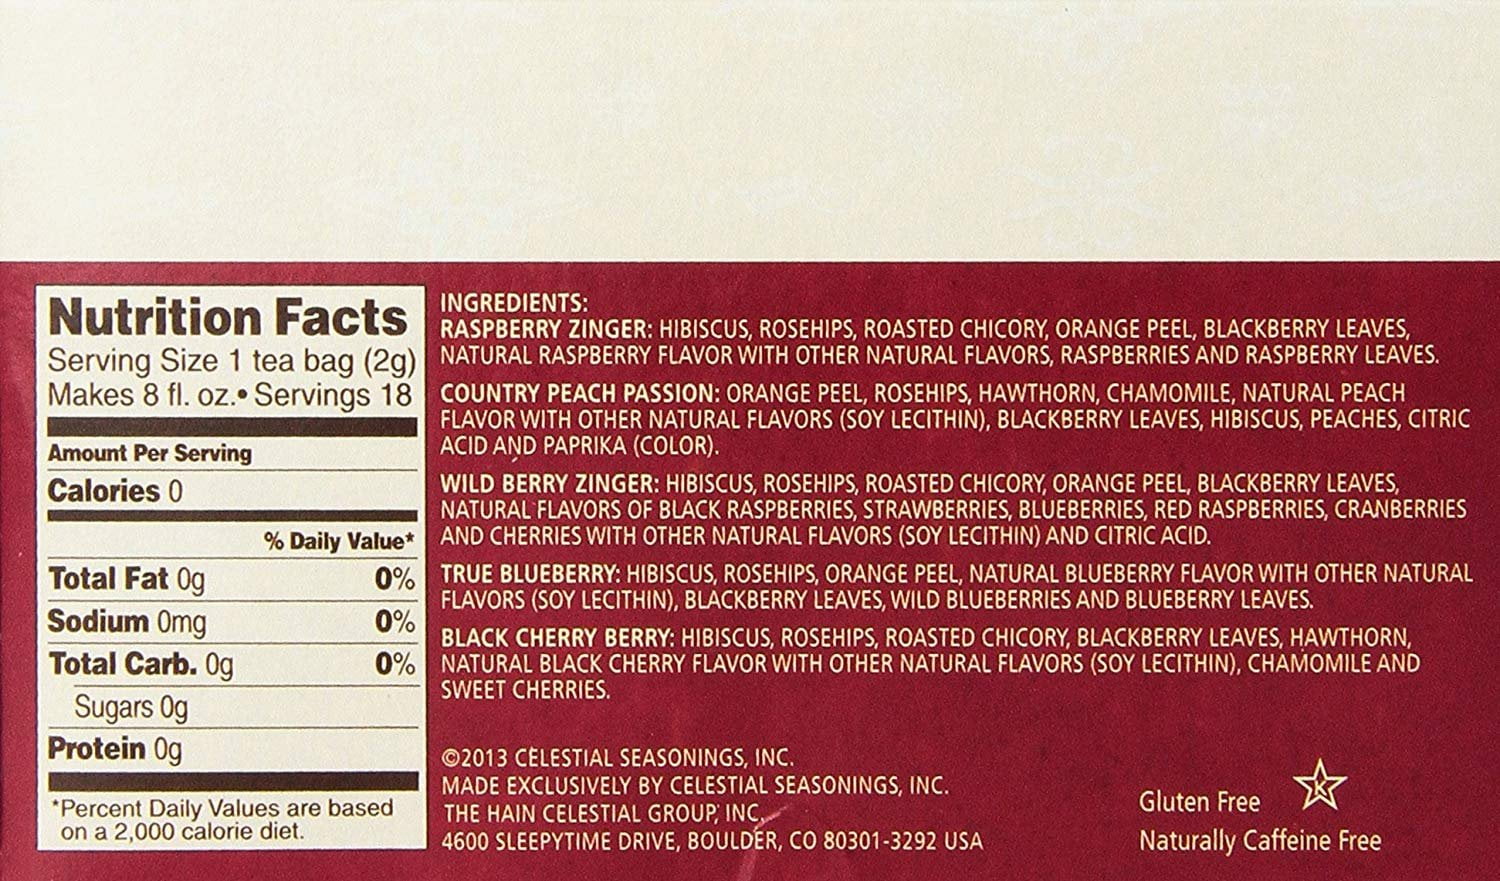 Nutrition Facts
Serving Size 1 tea bag (2g)
Makes 8 fl. oz.• Servings 18
Amount Per Serving
Calories 0
% Daily Value*
Total Fat 0g 0%
Sodium 0mg 0%
Total Carb. 0g 0%
Sugars 0g
Protein 0g
*Percent Daily Values are based
on a 2,000 calorie diet.
INGREDIENTS:
RASPBERRY ZINGER: HIBISCUS, ROSEHIPS, ROASTED CHICORY, ORANGE PEEL, BLACKBERRY LEAVES,
NATURAL RASPBERRY FLAVOR WITH OTHER NATURAL FLAVORS, RASPBERRIES AND RASPBERRY LEAVES.
COUNTRY PEACH PASSION: ORANGE PEEL, ROSEHIPS, HAWTHORN, CHAMOMILE, NATURAL PEACH
FLAVOR WITH OTHER NATURAL FLAVORS (SOY LECITHIN), BLACKBERRY LEAVES, HIBISCUS, PEACHES, CITRIC
ACID AND PAPRIKA (COLOR).
WILD BERRY ZINGER: HIBISCUS, ROSEHIPS, ROASTED CHICORY, ORANGE PEEL, BLACKBERRY LEAVES,
NATURAL FLAVORS OF BLACK RASPBERRIES, STRAWBERRIES, BLUEBERRIES, RED RASPBERRIES, CRANBERRIES
AND CHERRIES WITH OTHER NATURAL FLAVORS (SOY LECITHIN) AND CITRIC ACID.
TRUE BLUEBERRY: HIBISCUS, ROSEHIPS, ORANGE PEEL, NATURAL BLUEBERRY FLAVOR WITH OTHER NATURAL
FLAVORS (SOY LECITHIN), BLACKBERRY LEAVES, WILD BLUEBERRIES AND BLUEBERRY LEAVES.
BLACK CHERRY BERRY: HIBISCUS, ROSEHIPS, ROASTED CHICORY, BLACKBERRY LEAVES, HAWTHORN,
NATURAL BLACK CHERRY FLAVOR WITH OTHER NATURAL FLAVORS (SOY LECITHIN), CHAMOMILE AND
SWEET CHERRIES.
©2013 CELESTIAL SEASONINGS, INC.
MADE EXCLUSIVELY BY CELESTIAL SEASONINGS, INC.
THE HAIN CELESTIAL GROUP, INC.
4600 SLEEPYTIME DRIVE, BOULDER, CO 80301-3292 USA
Gluten Free
K
Naturally Caffeine Free